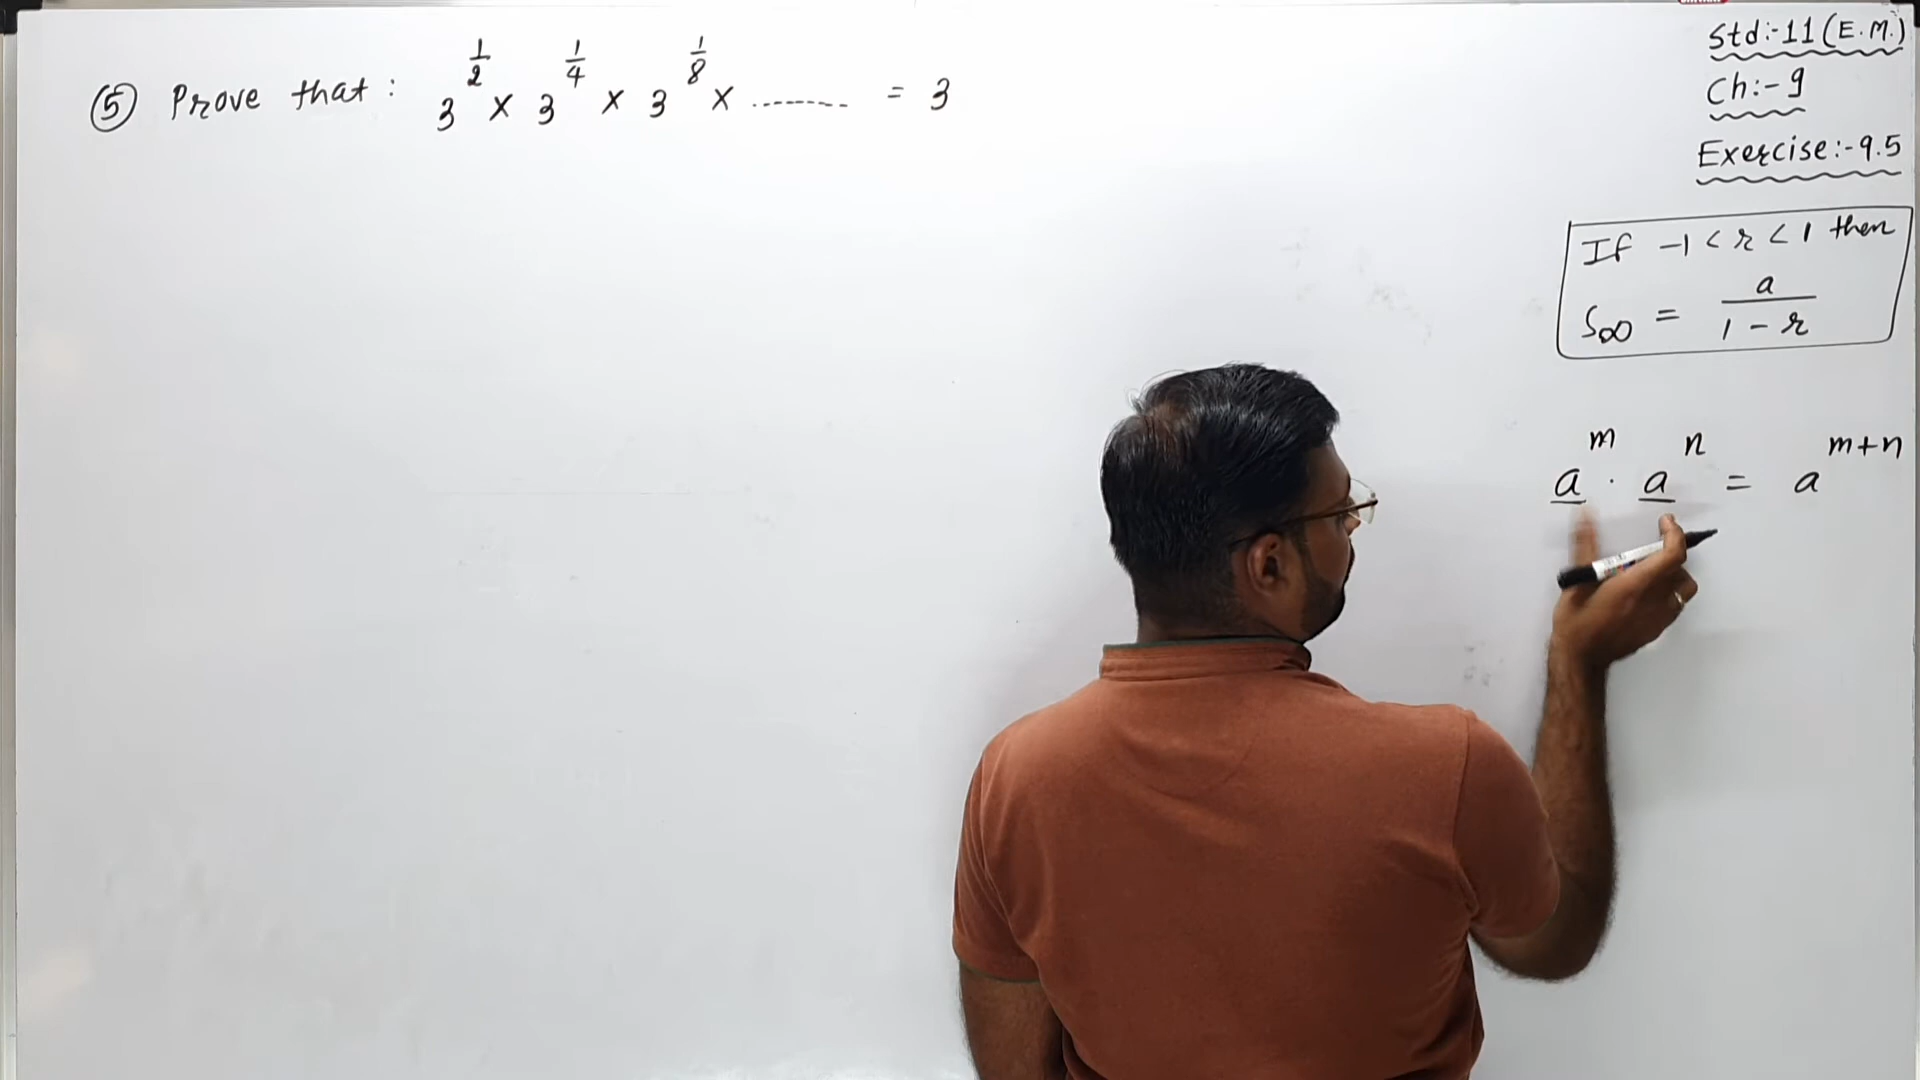 ⑤ Prove that : 3^(1/2) × 3^(1/4) × 3^(1/8) × ........ = 3
Std:-11 (E.M.)
Ch:- 9
Exercise:-9.5
If -1 < r < 1 then
S∞ = a/(1 - r)
a^m · a^n = a^(m+n)